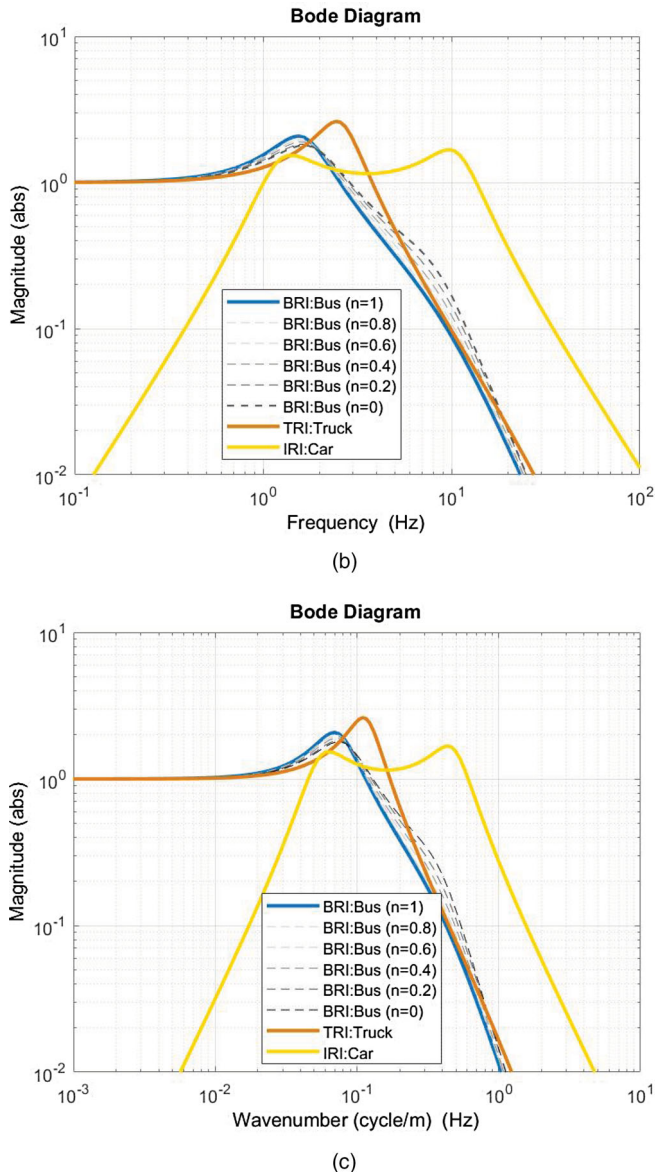 Bode Diagram
10^1
10^0
10^-1
10^-2
Magnitude (abs)
BRI:Bus (n=1)
BRI:Bus (n=0.8)
BRI:Bus (n=0.6)
BRI:Bus (n=0.4)
BRI:Bus (n=0.2)
BRI:Bus (n=0)
TRI:Truck
IRI:Car
10^-1
10^0
10^1
10^2
Frequency (Hz)
(b)
Bode Diagram
10^1
10^0
10^-1
10^-2
Magnitude (abs)
BRI:Bus (n=1)
BRI:Bus (n=0.8)
BRI:Bus (n=0.6)
BRI:Bus (n=0.4)
BRI:Bus (n=0.2)
BRI:Bus (n=0)
TRI:Truck
IRI:Car
10^-3
10^-2
10^-1
10^0
10^1
Wavenumber (cycle/m) (Hz)
(c)